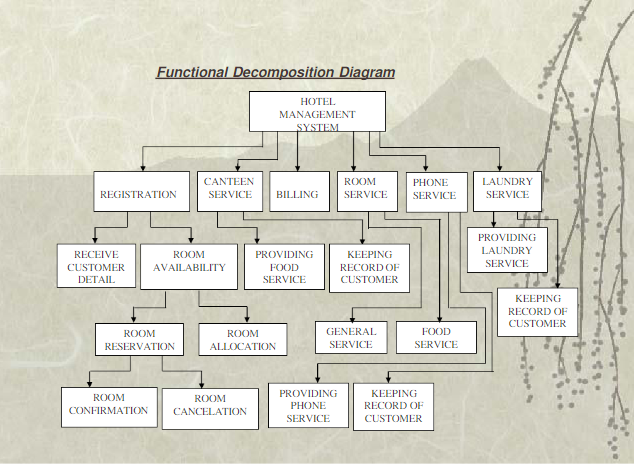 Functional Decomposition Diagram
HOTEL
MANAGEMENT
SYSTEM
REGISTRATION
CANTEEN
SERVICE
BILLING
ROOM
SERVICE
PHONE
SERVICE
LAUNDRY
SERVICE
RECEIVE
CUSTOMER
DETAIL
ROOM
AVAILABILITY
PROVIDING
FOOD
SERVICE
KEEPING
RECORD OF
CUSTOMER
PROVIDING
LAUNDRY
SERVICE
KEEPING
RECORD OF
CUSTOMER
ROOM
RESERVATION
ROOM
ALLOCATION
GENERAL
SERVICE
FOOD
SERVICE
ROOM
CONFIRMATION
ROOM
CANCELATION
PROVIDING
PHONE
SERVICE
KEEPING
RECORD OF
CUSTOMER